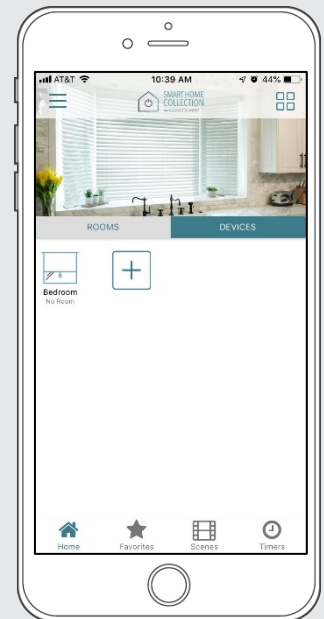 AT&T 10:39 AM 44%
SMART HOME
COLLECTION
ROOMS DEVICES
Bedroom
No Room
Home Favorites Scenes Timers